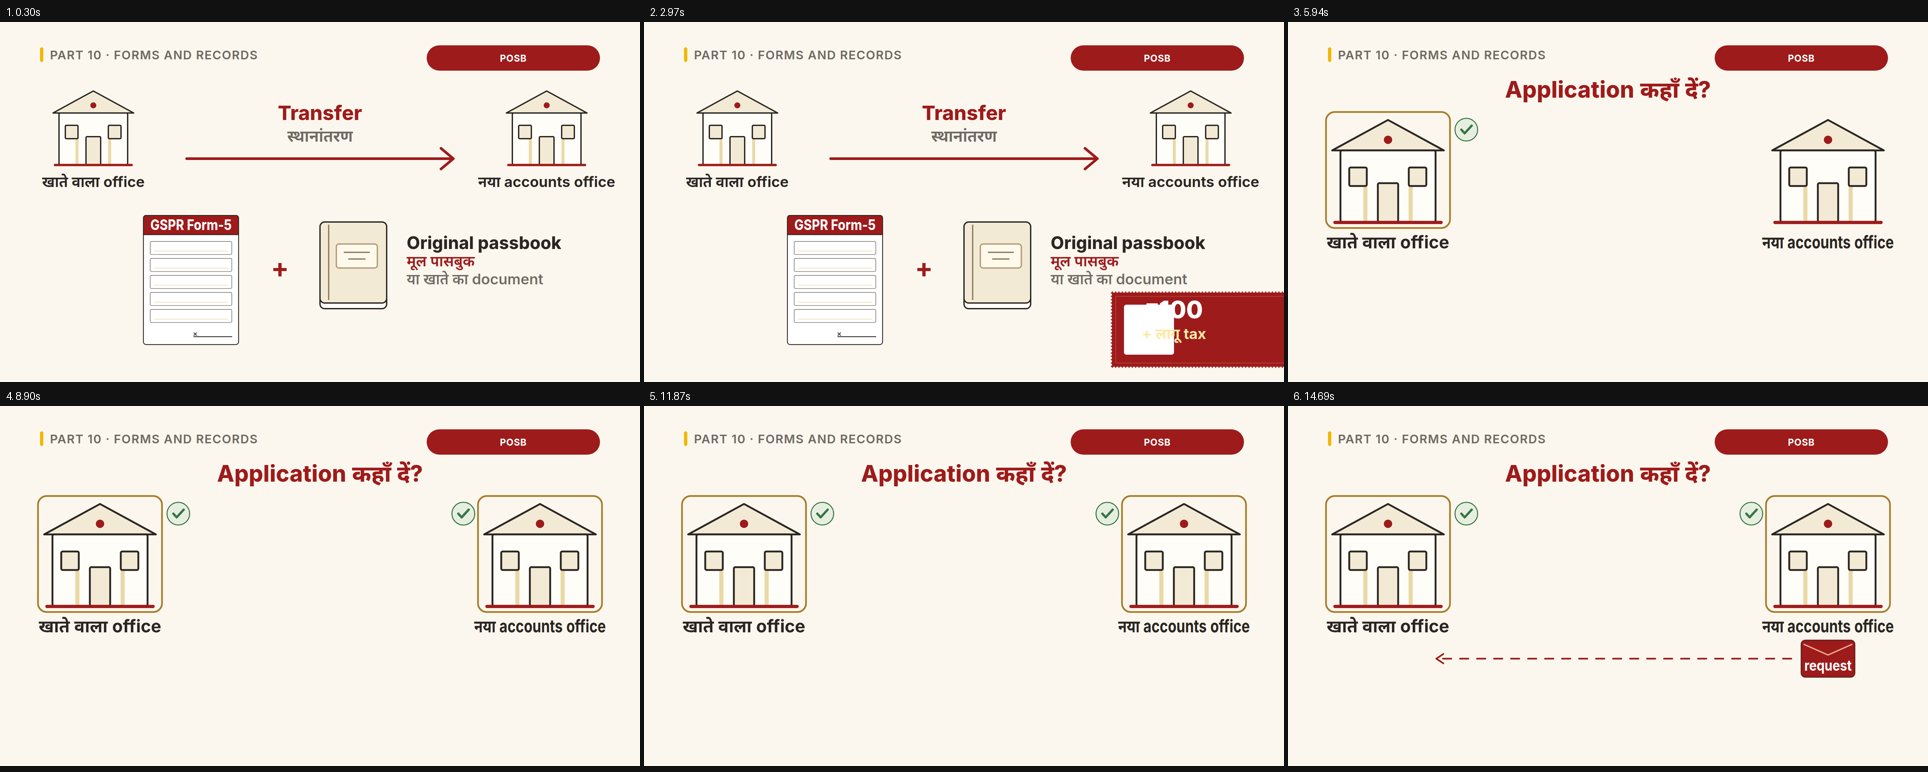 1. 0.30s
PART 10 · FORMS AND RECORDS
POSB
Transfer
स्थानांतरण
खाते वाला office
नया accounts office
GSPR Form-5
+
Original passbook
मूल पासबुक
या खाते का document
x
2. 2.97s
PART 10 · FORMS AND RECORDS
POSB
Transfer
स्थानांतरण
खाते वाला office
नया accounts office
GSPR Form-5
+
Original passbook
मूल पासबुक
या खाते का document
x
100
+ लागू tax
3. 5.94s
PART 10 · FORMS AND RECORDS
POSB
Application कहाँ दें?
खाते वाला office
नया accounts office
4. 8.90s
PART 10 · FORMS AND RECORDS
POSB
Application कहाँ दें?
खाते वाला office
नया accounts office
5. 11.87s
PART 10 · FORMS AND RECORDS
POSB
Application कहाँ दें?
खाते वाला office
नया accounts office
6. 14.69s
PART 10 · FORMS AND RECORDS
POSB
Application कहाँ दें?
खाते वाला office
नया accounts office
request